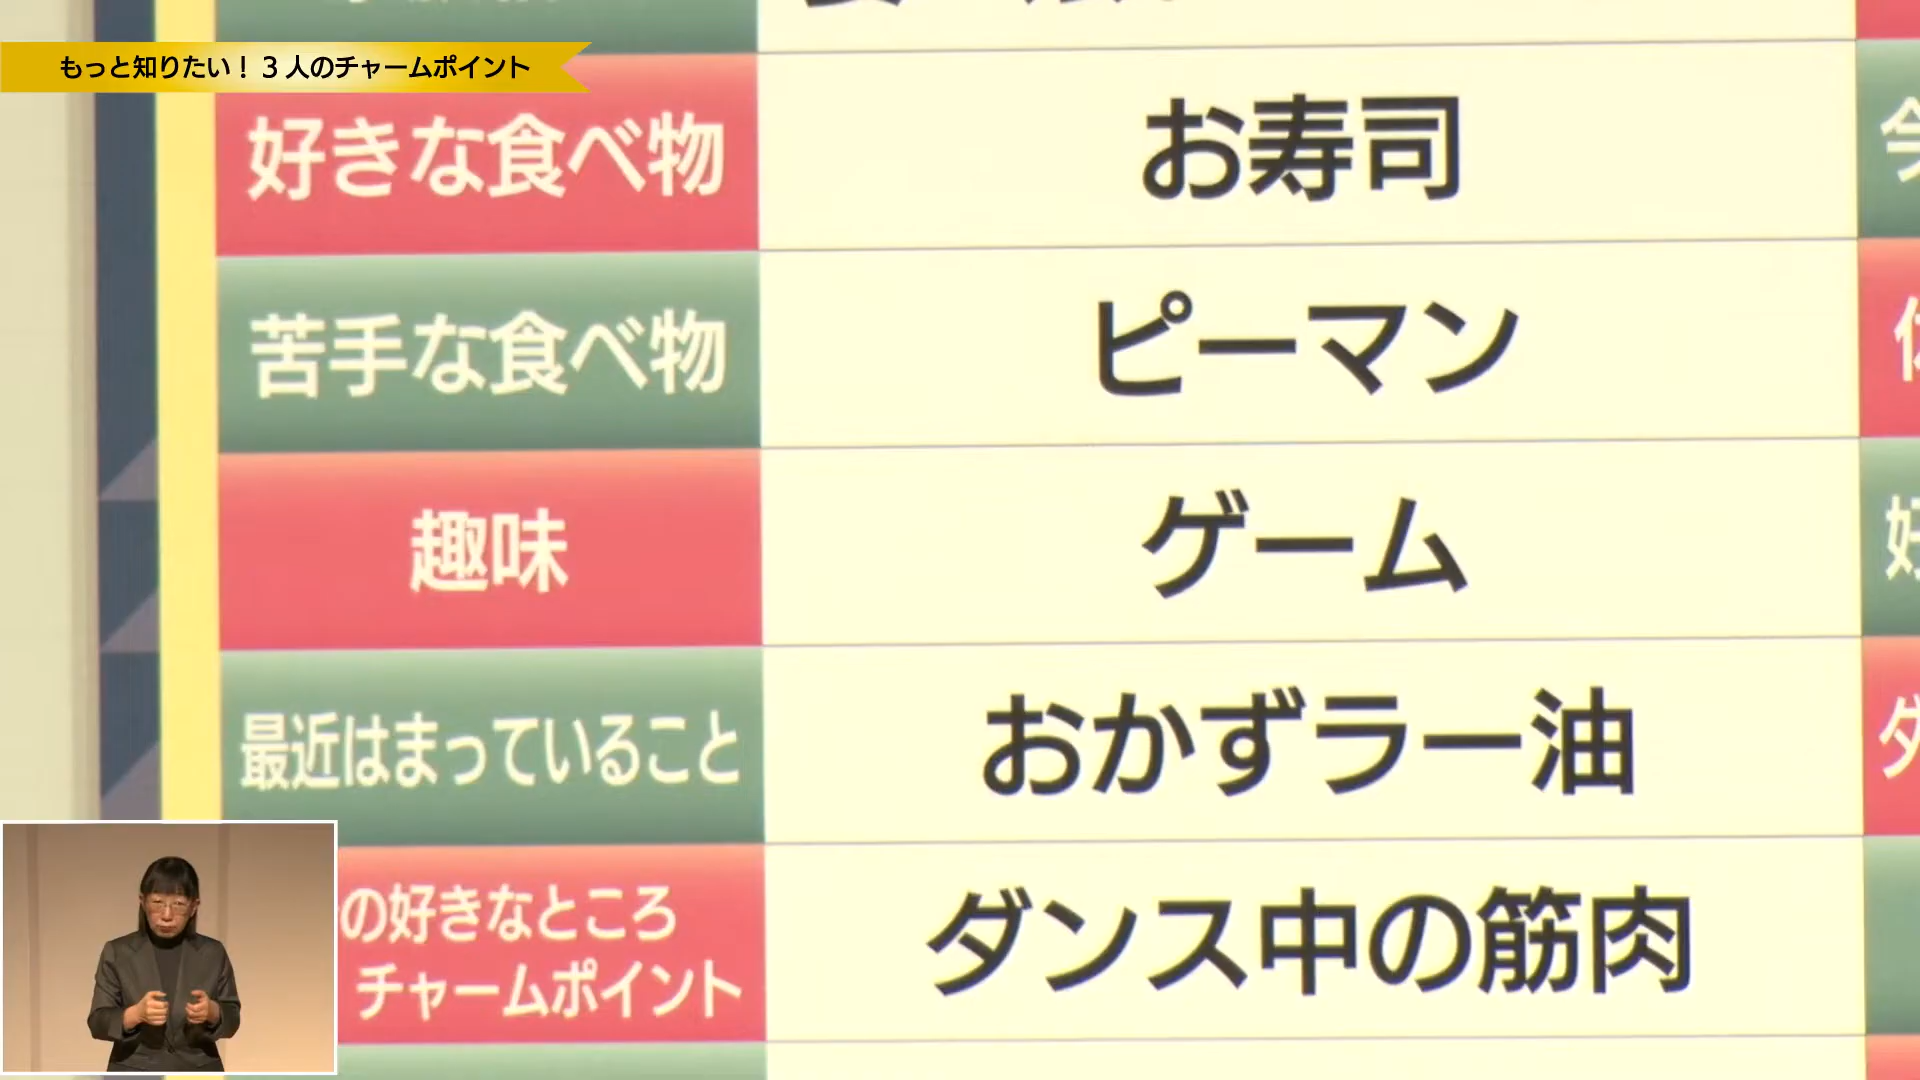 もっと知りたい！３人のチャームポイント
好きな食べ物
お寿司
苦手な食べ物
ピーマン
趣味
ゲーム
最近はまっていること
おかずラー油
の好きなところ
チャームポイント
ダンス中の筋肉
今
好
ダ